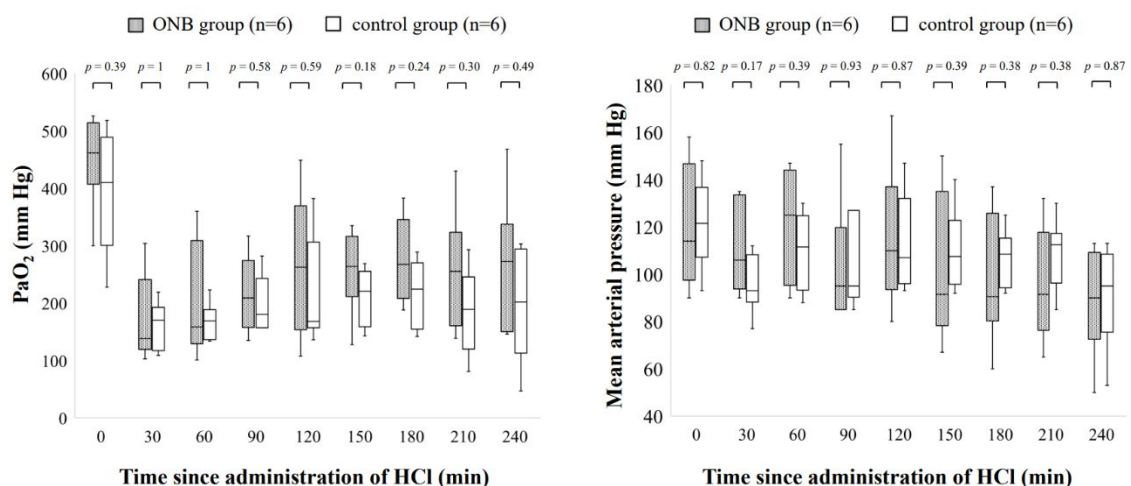 ONB group (n=6) control group (n=6)
p = 0.39 p = 1 p = 1 p = 0.58 p = 0.59 p = 0.18 p = 0.24 p = 0.30 p = 0.49
600
500
400
300
200
100
0
PaO₂ (mm Hg)
0 30 60 90 120 150 180 210 240
Time since administration of HCl (min)
ONB group (n=6) control group (n=6)
p = 0.82 p = 0.17 p = 0.39 p = 0.93 p = 0.87 p = 0.39 p = 0.38 p = 0.38 p = 0.87
180
160
140
120
100
80
60
40
Mean arterial pressure (mm Hg)
0 30 60 90 120 150 180 210 240
Time since administration of HCl (min)